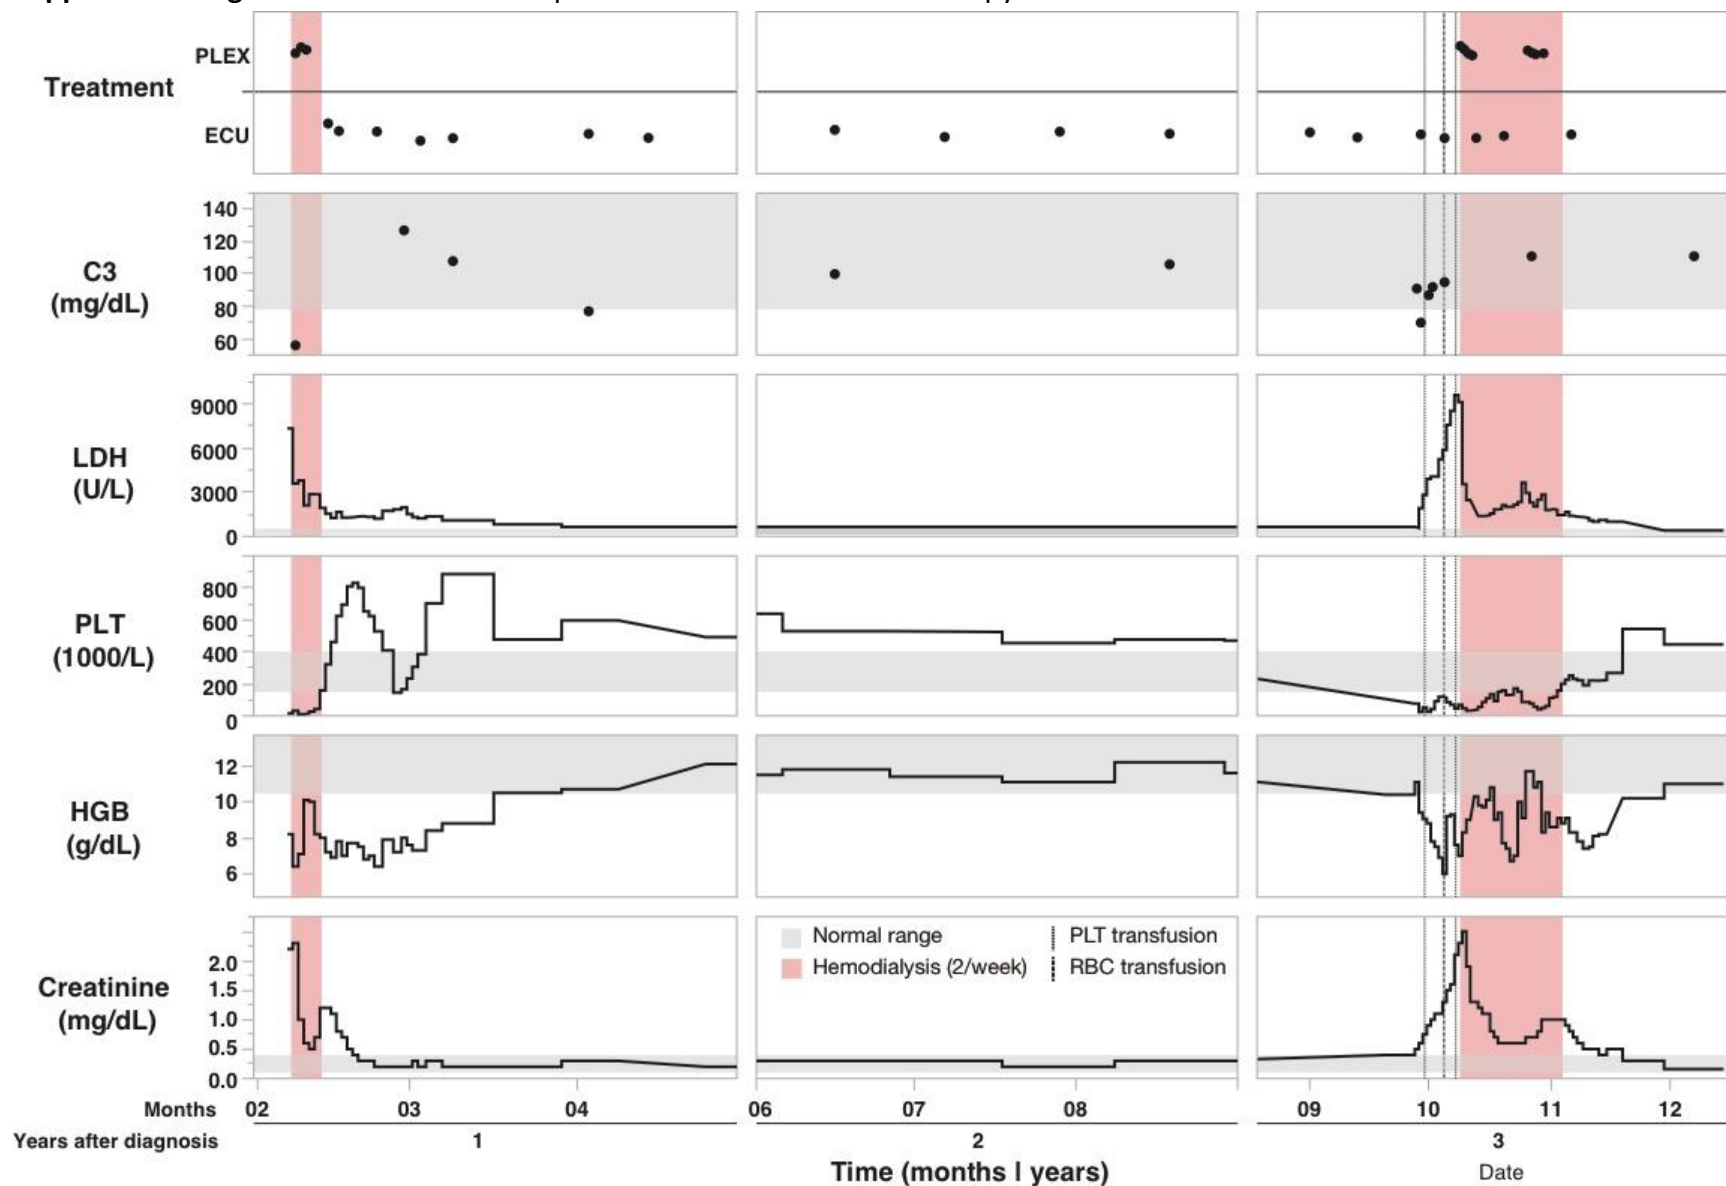 Treatment
PLEX
ECU
C3
(mg/dL)
140
120
100
80
60
LDH
(U/L)
9000
6000
3000
0
PLT
(1000/L)
800
600
400
200
0
HGB
(g/dL)
12
10
8
6
Creatinine
(mg/dL)
2.0
1.5
1.0
0.5
0.0
Normal range
Hemodialysis (2/week)
PLT transfusion
RBC transfusion
Months 02 03 04 06 07 08 09 10 11 12
Years after diagnosis 1 2 3
Time (months | years)
Date